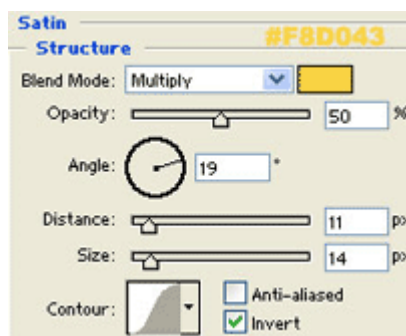 Satin
Structure
#F8D043
Blend Mode: Multiply
Opacity: 50 %
Angle: 19 °
Distance: 11 px
Size: 14 px
Contour:
Anti-aliased
Invert